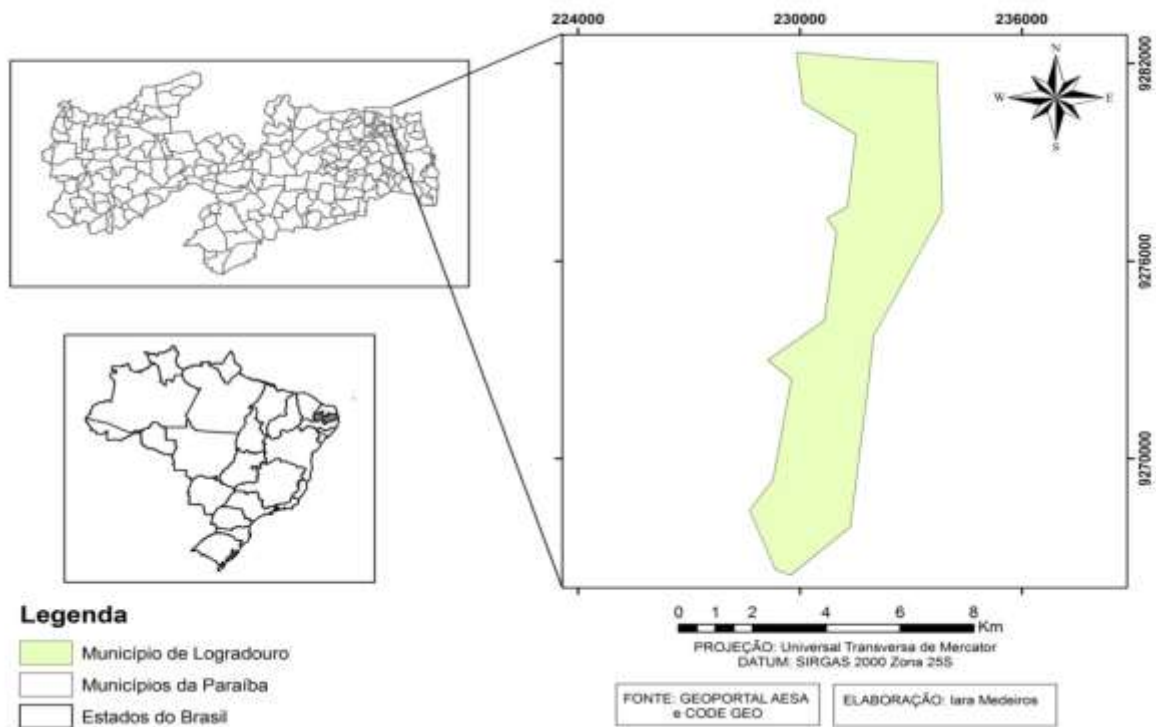 224000 230000 236000
9282000
9276000
9270000
N
W E
S
Legenda
Município de Logradouro
Municípios da Paraíba
Estados do Brasil
0 1 2 4 6 8
Km
PROJEÇÃO: Universal Transversa de Mercator
DATUM: SIRGAS 2000 Zona 25S
FONTE: GEOPORTAL AESA
e CODE GEO
ELABORAÇÃO: Iara Medeiros